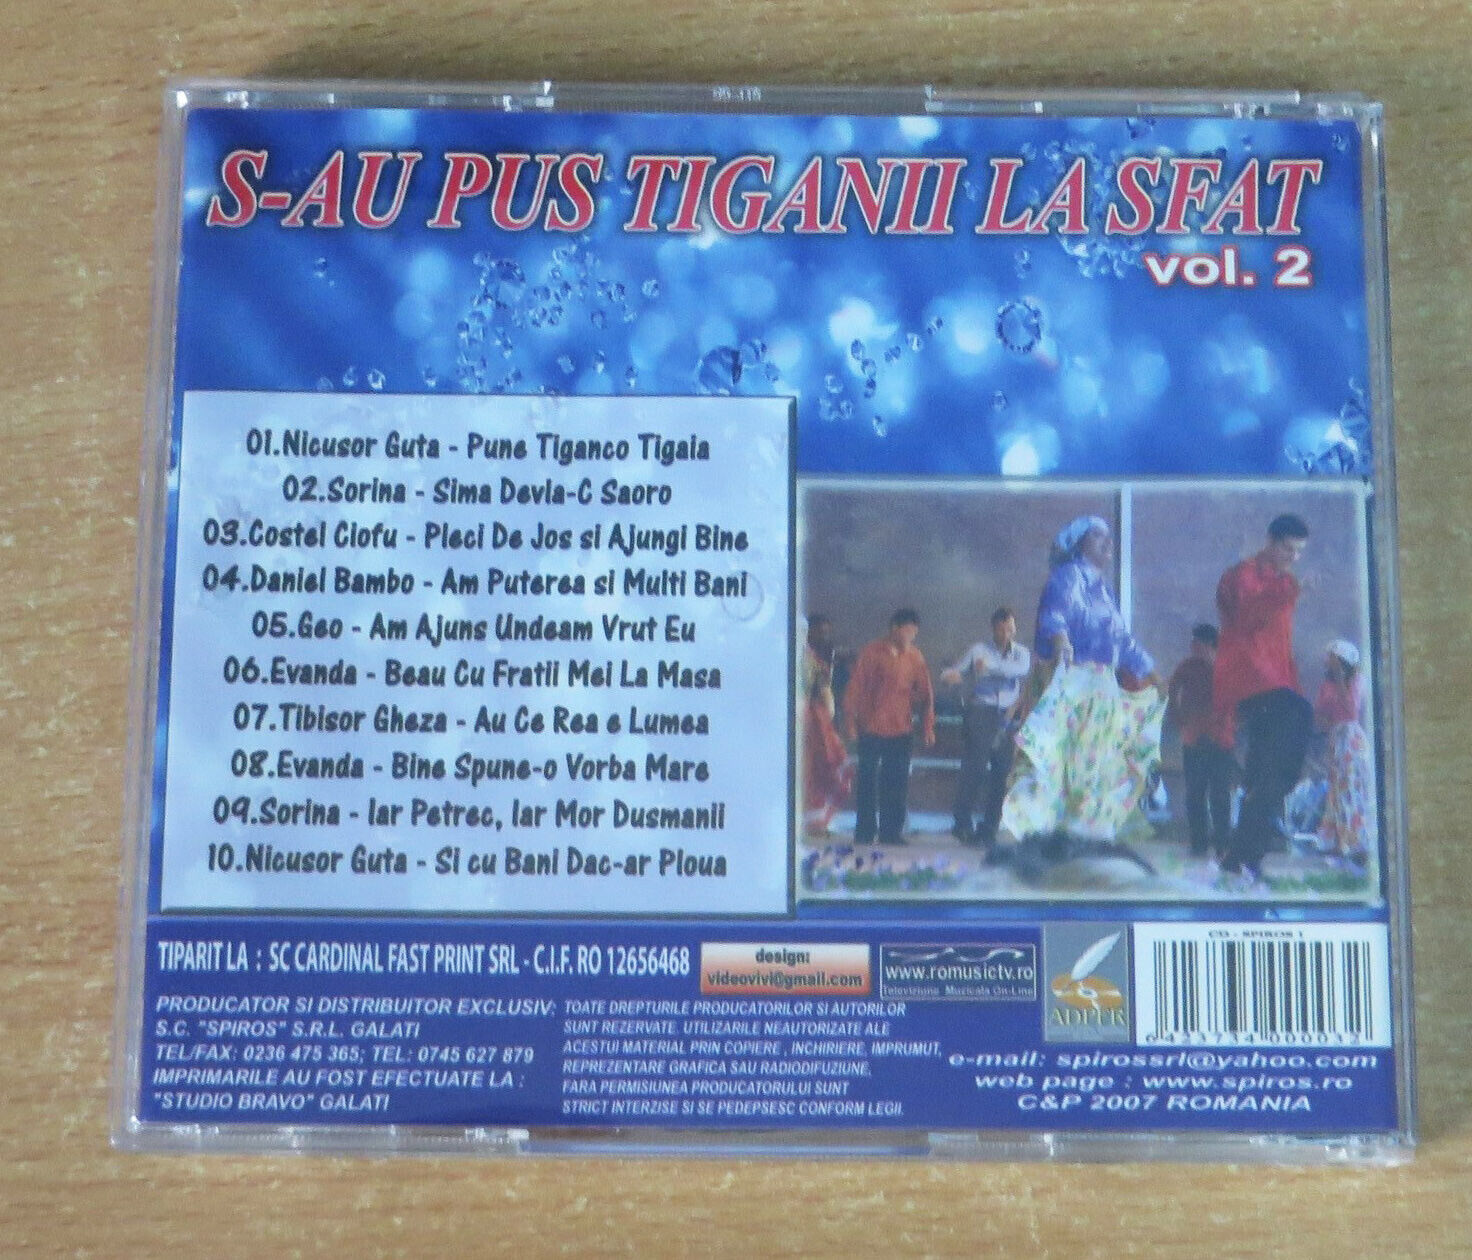 S-AU PUS TIGANII LA SFAT
vol. 2
01.Nicusor Guta - Pune Tiganco Tigaia
02.Sorina - Sima Devla-C Saoro
03.Costel Ciofu - Pleci De Jos si Ajungi Bine
04.Daniel Bambo - Am Puterea si Multi Bani
05.Geo - Am Ajuns Undeam Vrut Eu
06.Evanda - Beau Cu Fratii Mei La Masa
07.Tibisor Gheza - Au Ce Rea e Lumea
08.Evanda - Bine Spune-o Vorba Mare
09.Sorina - Iar Petrec, Iar Mor Dusmanii
10.Nicusor Guta - Si cu Bani Dac-ar Ploua
TIPARIT LA : SC CARDINAL FAST PRINT SRL - C.I.F. RO 12656468
PRODUCATOR SI DISTRIBUITOR EXCLUSIV:
S.C. "SPIROS" S.R.L. GALATI
TEL/FAX: 0236 475 365; TEL: 0745 627 879
IMPRIMARILE AU FOST EFECTUATE LA :
"STUDIO BRAVO" GALATI
TOATE DREPTURILE PRODUCATORILOR SI AUTORILOR
SUNT REZERVATE. UTILIZARILE NEAUTORIZATE ALE
ACESTUI MATERIAL PRIN COPIERE , INCHIRIERE, IMPRUMUT,
REPREZENTARE GRAFICA SAU RADIODIFUZIUNE,
FARA PERMISIUNEA PRODUCATORULUI SUNT
STRICT INTERZISE SI SE PEDEPSESC CONFORM LEGII.
design:
videovivi@gmail.com
www.romusictv.ro
Televiziune Muzicala On-Line
ADPFR
CD - SPIROS 1
6 423734 000032
e-mail: spirossrl@yahoo.com
web page : www.spiros.ro
C&P 2007 ROMANIA